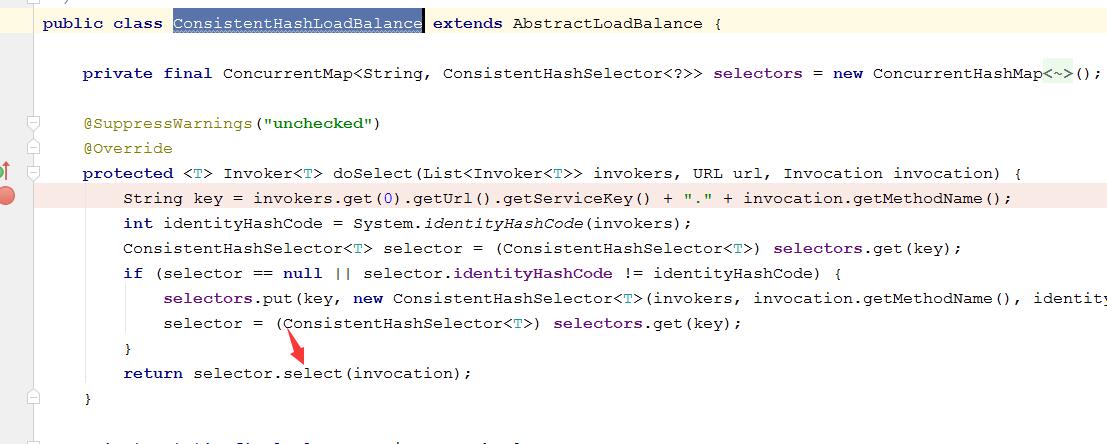 public class ConsistentHashLoadBalance extends AbstractLoadBalance {
private final ConcurrentMap<String, ConsistentHashSelector<?>> selectors = new ConcurrentHashMap<~>();
@SuppressWarnings("unchecked")
@Override
protected <T> Invoker<T> doSelect(List<Invoker<T>> invokers, URL url, Invocation invocation) {
String key = invokers.get(0).getUrl().getServiceKey() + "." + invocation.getMethodName();
int identityHashCode = System.identityHashCode(invokers);
ConsistentHashSelector<T> selector = (ConsistentHashSelector<T>) selectors.get(key);
if (selector == null || selector.identityHashCode != identityHashCode) {
selectors.put(key, new ConsistentHashSelector<T>(invokers, invocation.getMethodName(), identity
selector = (ConsistentHashSelector<T>) selectors.get(key);
}
return selector.select(invocation);
}